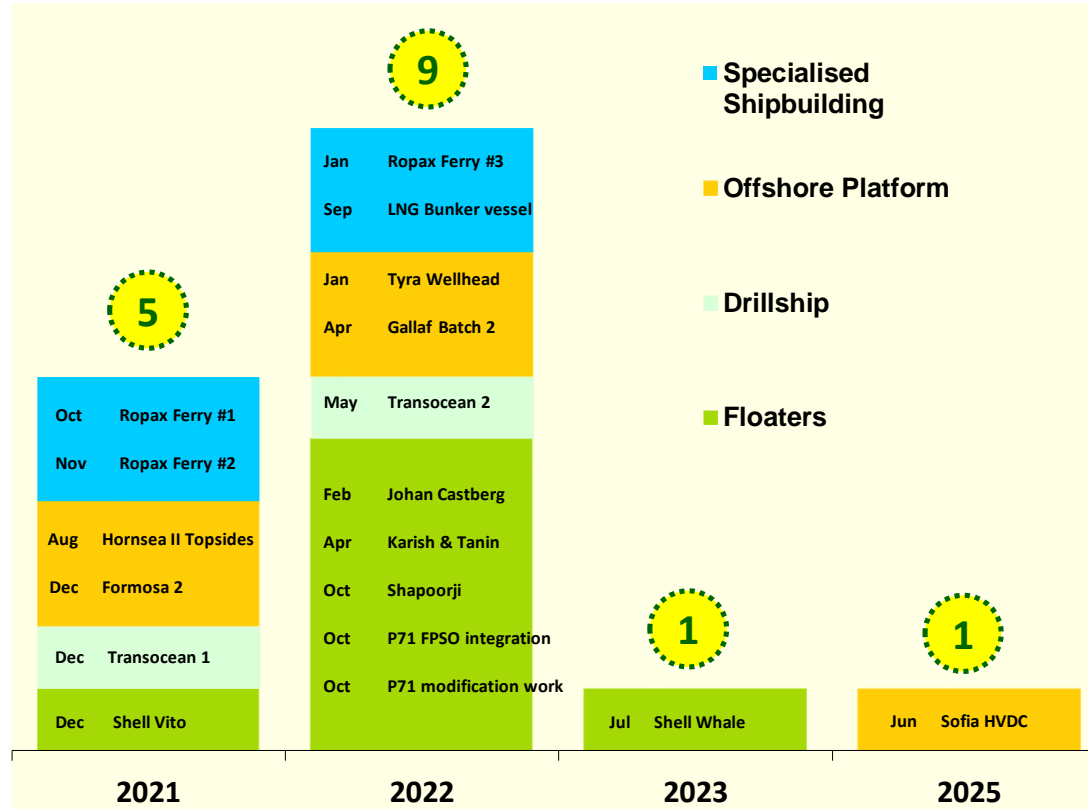 5
9
1
1
Specialised
Shipbuilding
Offshore Platform
Drillship
Floaters
Oct Ropax Ferry #1
Nov Ropax Ferry #2
Aug Hornsea II Topsides
Dec Formosa 2
Dec Transocean 1
Dec Shell Vito
Jan Ropax Ferry #3
Sep LNG Bunker vessel
Jan Tyra Wellhead
Apr Gallaf Batch 2
May Transocean 2
Feb Johan Castberg
Apr Karish & Tanin
Oct Shapoorji
Oct P71 FPSO integration
Oct P71 modification work
Jul Shell Whale
Jun Sofia HVDC
2021
2022
2023
2025